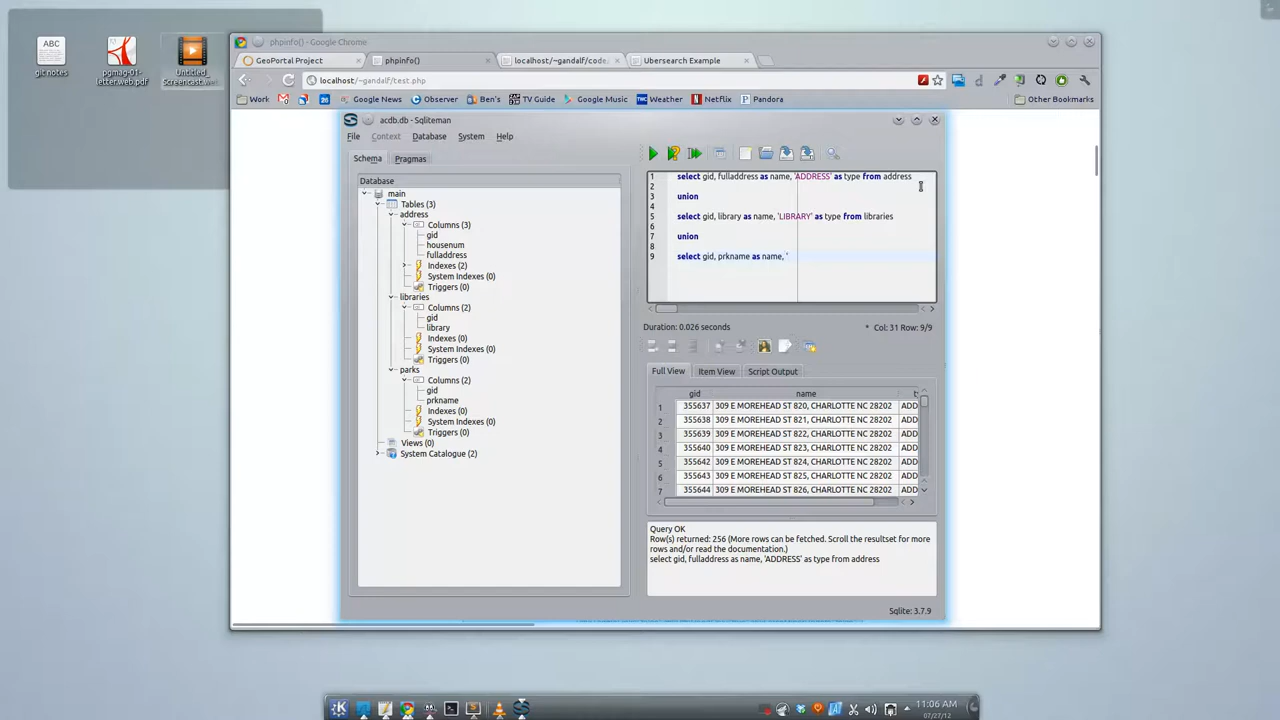 ABC
git.notes
pgmag-01-
letter.web.pdf
Untitled_
Screencast.we
phpinfo() - Google Chrome
GeoPortal Project
phpinfo()
localhost/~gandalf/code/
Ubersearch Example
localhost/~gandalf/test.php
Work
26
Google News
Observer
Ben's
TV Guide
Google Music
Weather
Netflix
Pandora
Other Bookmarks
acdb.db - Sqliteman
File Context Database System Help
Schema Pragmas
Database
main
Tables (3)
address
Columns (3)
gid
housenum
fulladdress
Indexes (2)
System Indexes (0)
Triggers (0)
libraries
Columns (2)
gid
library
Indexes (0)
System Indexes (0)
Triggers (0)
parks
Columns (2)
gid
prkname
Indexes (0)
System Indexes (0)
Triggers (0)
Views (0)
System Catalogue (2)
1 select gid, fulladdress as name, 'ADDRESS' as type from address
2
3 union
4
5 select gid, library as name, 'LIBRARY' as type from libraries
6
7 union
8
9 select gid, prkname as name, '
Duration: 0.026 seconds
* Col: 31 Row: 9/9
Full View Item View Script Output
gid name t
1 355637 309 E MOREHEAD ST 820, CHARLOTTE NC 28202 ADD
2 355638 309 E MOREHEAD ST 821, CHARLOTTE NC 28202 ADD
3 355639 309 E MOREHEAD ST 822, CHARLOTTE NC 28202 ADD
4 355640 309 E MOREHEAD ST 823, CHARLOTTE NC 28202 ADD
5 355642 309 E MOREHEAD ST 824, CHARLOTTE NC 28202 ADD
6 355643 309 E MOREHEAD ST 825, CHARLOTTE NC 28202 ADD
7 355644 309 E MOREHEAD ST 826, CHARLOTTE NC 28202 ADD
Query OK
Row(s) returned: 256 (More rows can be fetched. Scroll the resultset for more
rows and/or read the documentation.)
select gid, fulladdress as name, 'ADDRESS' as type from address
Sqlite: 3.7.9
11:06 AM
07/27/12